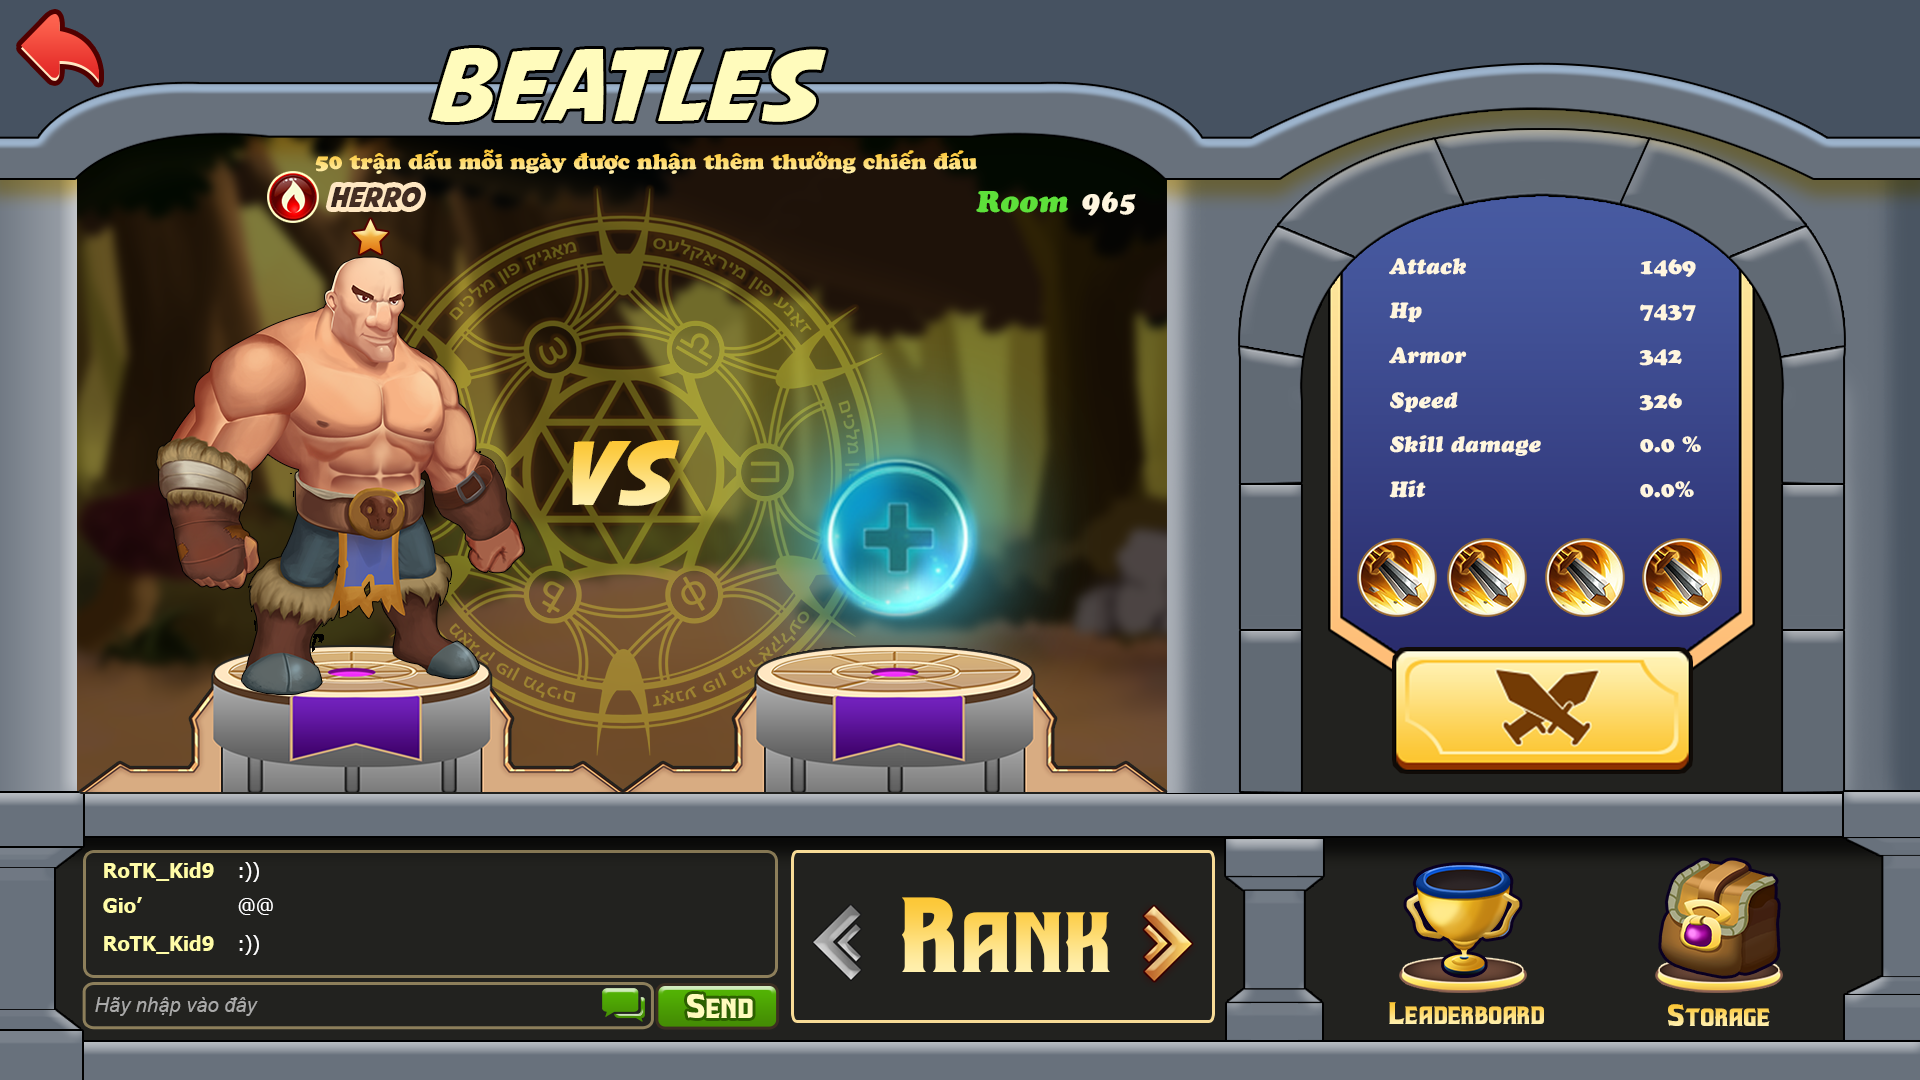 BEATLES
50 trận dấu mỗi ngày được nhận thêm thưởng chiến đấu
HERRO
Room 965
VS
Attack 1469
Hp 7437
Armor 342
Speed 326
Skill damage 0.0 %
Hit 0.0%
RoTK_Kid9 :))
Gio’ @@
RoTK_Kid9 :))
Hãy nhập vào đây
SEND
RANK
LEADERBOARD
STORAGE